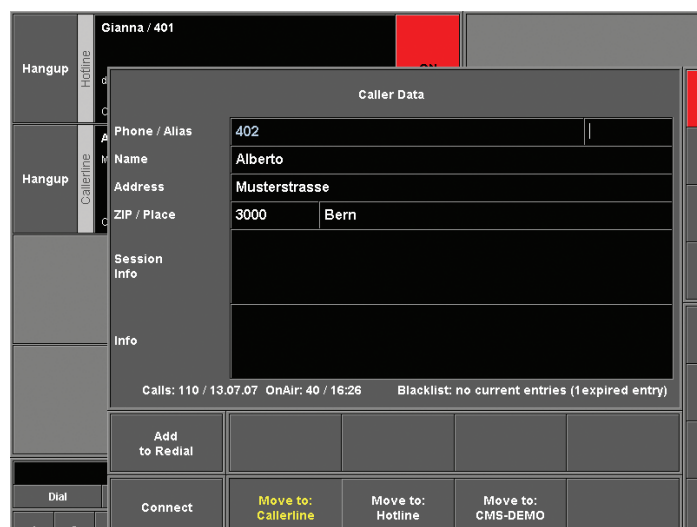 Gianna / 401
Hangup
Hotline
Caller Data
Phone / Alias
402
Name
Alberto
Address
Musterstrasse
ZIP / Place
3000
Bern
Hangup
Callerline
Session
Info
Info
Calls: 110 / 13.07.07 OnAir: 40 / 16:26
Blacklist: no current entries (1expired entry)
Add
to Redial
Dial
Connect
Move to:
Callerline
Move to:
Hotline
Move to:
CMS-DEMO